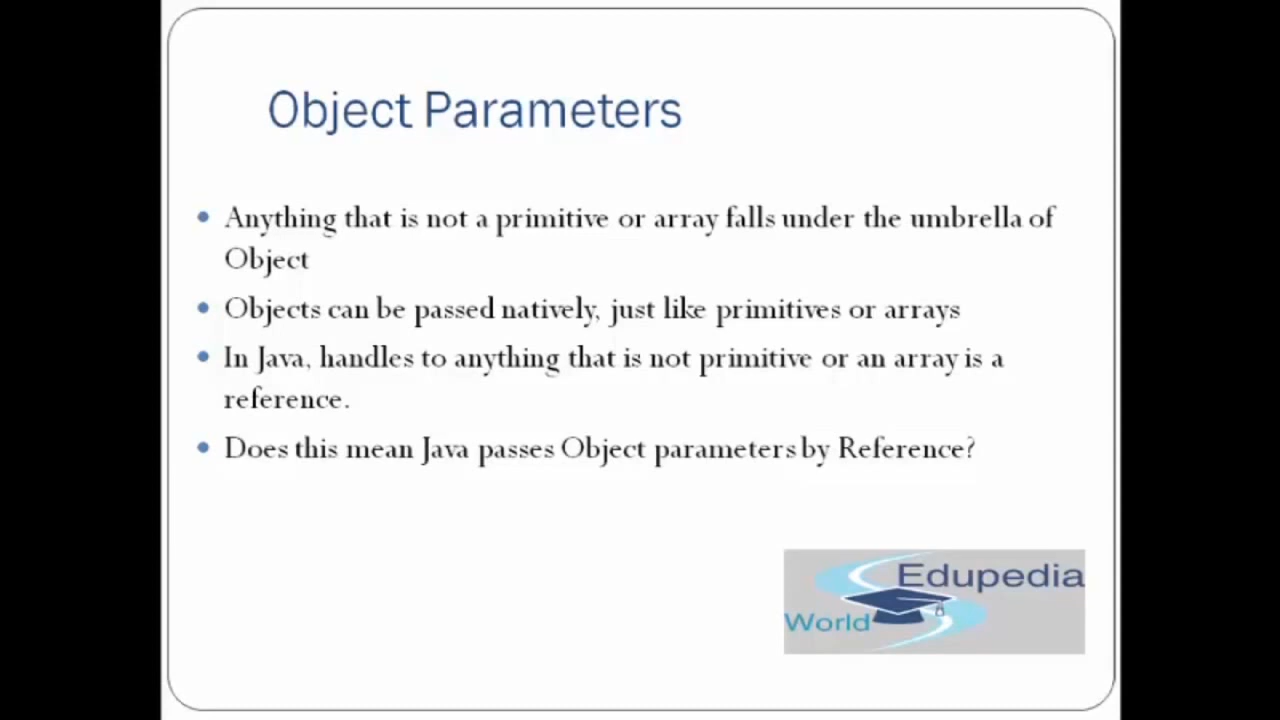 Object Parameters
Anything that is not a primitive or array falls under the umbrella of
Object
Objects can be passed natively, just like primitives or arrays
In Java, handles to anything that is not primitive or an array is a
reference.
Does this mean Java passes Object parameters by Reference?
Edupedia
World